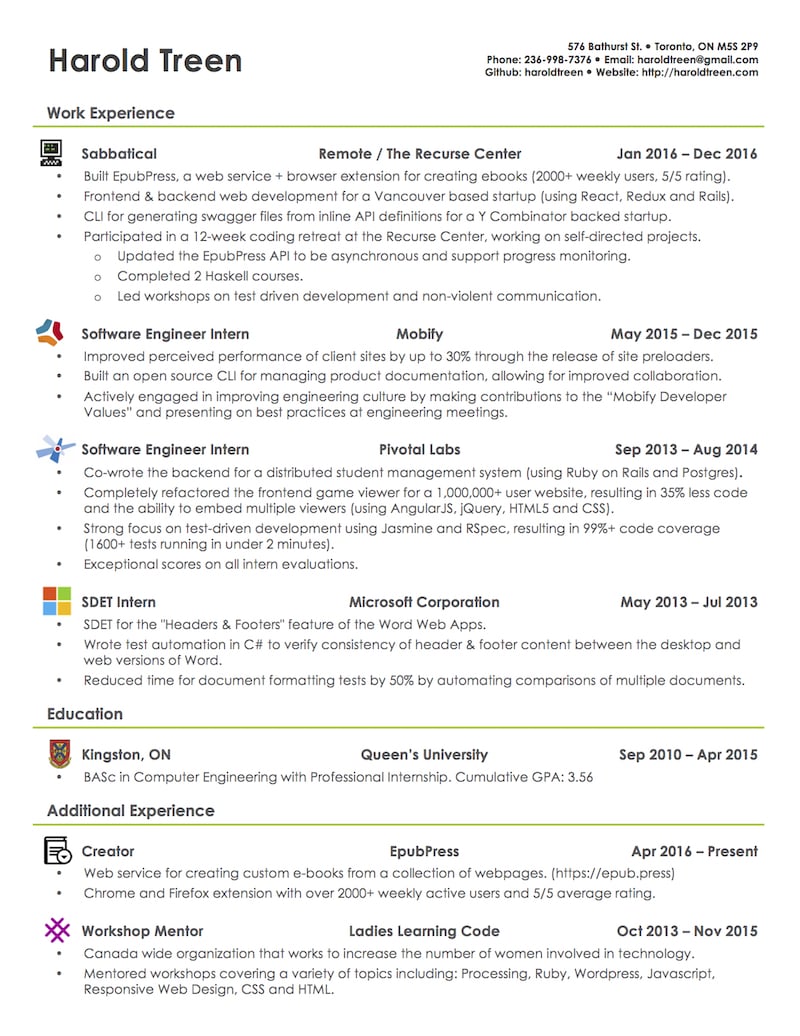 Harold Treen
576 Bathurst St. • Toronto, ON M5S 2P9
Phone: 236-998-7376 • Email: haroldtreen@gmail.com
Github: haroldtreen • Website: http://haroldtreen.com
Work Experience
Sabbatical Remote / The Recurse Center Jan 2016 – Dec 2016
• Built EpubPress, a web service + browser extension for creating ebooks (2000+ weekly users, 5/5 rating).
• Frontend & backend web development for a Vancouver based startup (using React, Redux and Rails).
• CLI for generating swagger files from inline API definitions for a Y Combinator backed startup.
• Participated in a 12-week coding retreat at the Recurse Center, working on self-directed projects.
o Updated the EpubPress API to be asynchronous and support progress monitoring.
o Completed 2 Haskell courses.
o Led workshops on test driven development and non-violent communication.
Software Engineer Intern Mobify May 2015 – Dec 2015
• Improved perceived performance of client sites by up to 30% through the release of site preloaders.
• Built an open source CLI for managing product documentation, allowing for improved collaboration.
• Actively engaged in improving engineering culture by making contributions to the “Mobify Developer
Values” and presenting on best practices at engineering meetings.
Software Engineer Intern Pivotal Labs Sep 2013 – Aug 2014
• Co-wrote the backend for a distributed student management system (using Ruby on Rails and Postgres).
• Completely refactored the frontend game viewer for a 1,000,000+ user website, resulting in 35% less code
and the ability to embed multiple viewers (using AngularJS, jQuery, HTML5 and CSS).
• Strong focus on test-driven development using Jasmine and RSpec, resulting in 99%+ code coverage
(1600+ tests running in under 2 minutes).
• Exceptional scores on all intern evaluations.
SDET Intern Microsoft Corporation May 2013 – Jul 2013
• SDET for the "Headers & Footers" feature of the Word Web Apps.
• Wrote test automation in C# to verify consistency of header & footer content between the desktop and
web versions of Word.
• Reduced time for document formatting tests by 50% by automating comparisons of multiple documents.
Education
Kingston, ON Queen’s University Sep 2010 – Apr 2015
• BASc in Computer Engineering with Professional Internship. Cumulative GPA: 3.56
Additional Experience
Creator EpubPress Apr 2016 – Present
• Web service for creating custom e-books from a collection of webpages. (https://epub.press)
• Chrome and Firefox extension with over 2000+ weekly active users and 5/5 average rating.
Workshop Mentor Ladies Learning Code Oct 2013 – Nov 2015
• Canada wide organization that works to increase the number of women involved in technology.
• Mentored workshops covering a variety of topics including: Processing, Ruby, Wordpress, Javascript,
Responsive Web Design, CSS and HTML.